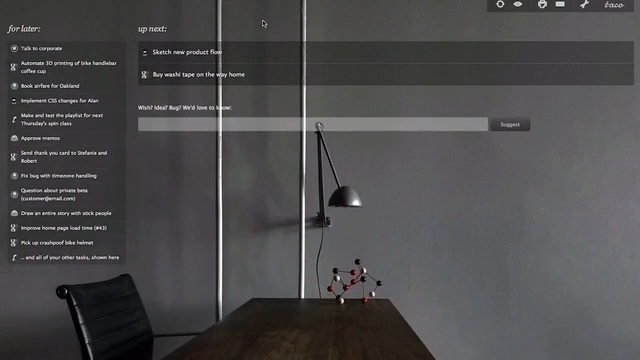 taco
for later:
up next:
Talk to corporate
Automate 3D printing of bike handlebar
coffee cup
Book airfare for Oakland
Implement CSS changes for Alan
Make and test the playlist for next
Thursday's spin class
Approve memos
Send thank you card to Stefanie and
Robert
Fix bug with timezone handling
Question about private beta
(customer@email.com)
Draw an entire story with stick people
Improve home page load time (#43)
Pick up crashpoof bike helmet
... and all of your other tasks, shown here
Sketch new product flow
Buy washi tape on the way home
Wish? Idea? Bug? We'd love to know:
Suggest